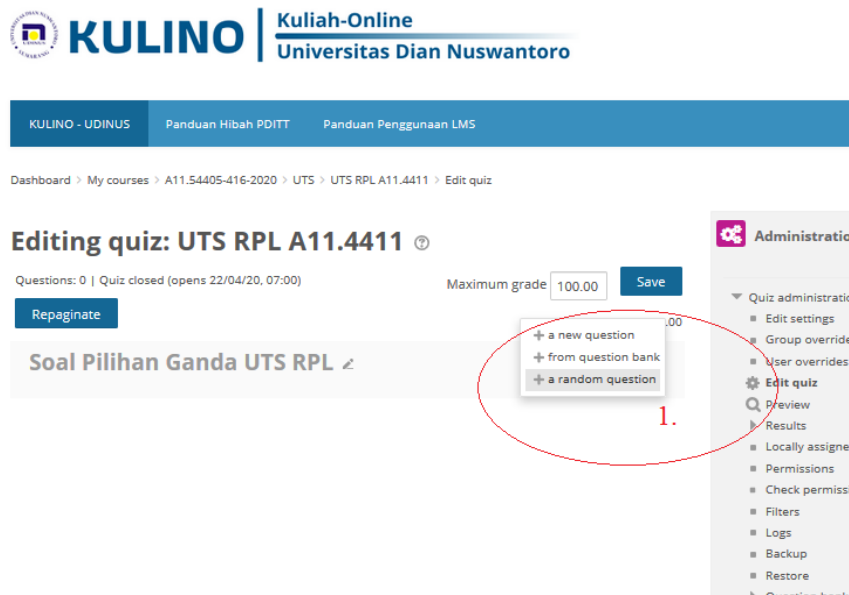 KULINO
Kuliah-Online
Universitas Dian Nuswantoro
KULINO - UDINUS
Panduan Hibah PDITT
Panduan Penggunaan LMS
Dashboard > My courses > A11.54405-416-2020 > UTS > UTS RPL A11.4411 > Edit quiz
Editing quiz: UTS RPL A11.4411
Questions: 0 | Quiz closed (opens 22/04/20, 07:00)
Maximum grade 100.00 Save
Repaginate
.00
+ a new question
+ from question bank
+ a random question
1.
Soal Pilihan Ganda UTS RPL
Administratio
Quiz administratio
Edit settings
Group override
User overrides
Edit quiz
Preview
Results
Locally assigne
Permissions
Check permiss
Filters
Logs
Backup
Restore